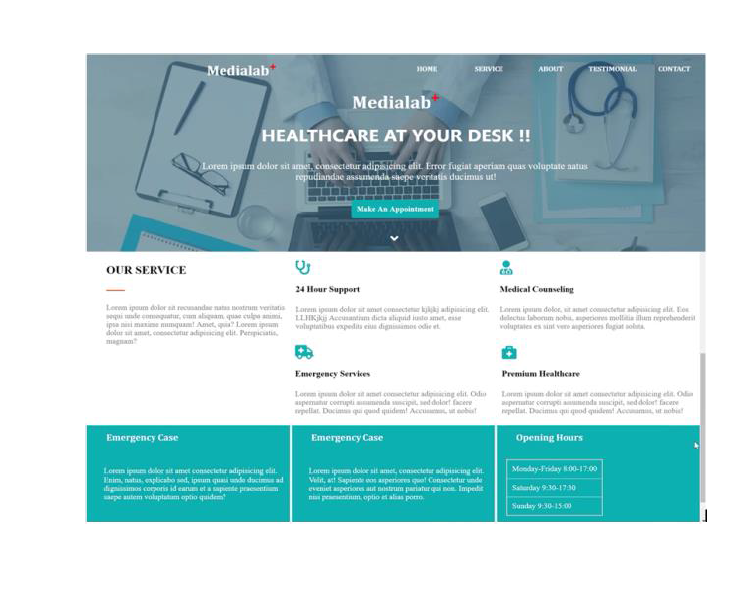 Medialab+
HOME SERVICE ABOUT TESTIMONIAL CONTACT
Medialab+
HEALTHCARE AT YOUR DESK !!
Lorem ipsum dolor sit amet, consectetur adipisicing elit. Error fugiat aperiam quas voluptate natus
repudiandae assumenda saepe veritatis ducimus ut!
Make An Appointment
OUR SERVICE
Lorem ipsum dolor sit recusandae natus nostrum veritatis
sequi unde consequatur, cum aliquam, quae culpa animi,
ipsa nisi maxime numquam! Amet, quia? Lorem ipsum
dolor sit amet, consectetur adipisicing elit. Perspiciatis,
magnam?
24 Hour Support
Lorem ipsum dolor sit amet consectetur kjkjkj adipisicing elit.
Accusantium dicta aliquid iusto amet, esse
voluptatibus expedita eius dignissimos odio et.
Medical Counseling
Lorem ipsum dolor sit amet consectetur adipisicing elit. Eos
delectus laborum nobis, asperiores mollitia illum reprehenderit
voluptates ex sint vero asperiores fugiat soluta.
Emergency Services
Lorem ipsum dolor sit amet consectetur adipisicing elit. Odio
aspernatur corrupti assumenda suscipit, sed dolor! facere
repellat. Ducimus qui quod quidem! Accusamus, ut nobis!
Premium Healthcare
Lorem ipsum dolor sit amet consectetur adipisicing elit. Odio
aspernatur corrupti assumenda suscipit, sed dolor! facere
repellat. Ducimus qui quod quidem! Accusamus, ut nobis!
Emergency Case
Lorem ipsum dolor sit amet consectetur adipisicing elit.
Enim, natus, explicabo sed, ipsum quasi unde ducimus ad
dignissimos corporis id earum et a sapiente praesentium
saepe autem voluptatum optio quidem!
Emergency Case
Lorem ipsum dolor sit amet, consectetur adipisicing elit.
Velit, at! Sapiente eos asperiores quo! Consectetur unde
eveniet asperiores aut nostrum pariatur qui non. Impedit
nisi praesentium, optio et alias porro.
Opening Hours
Monday-Friday 8:00-17:00
Saturday 9:30-17:30
Sunday 9:30-15:00